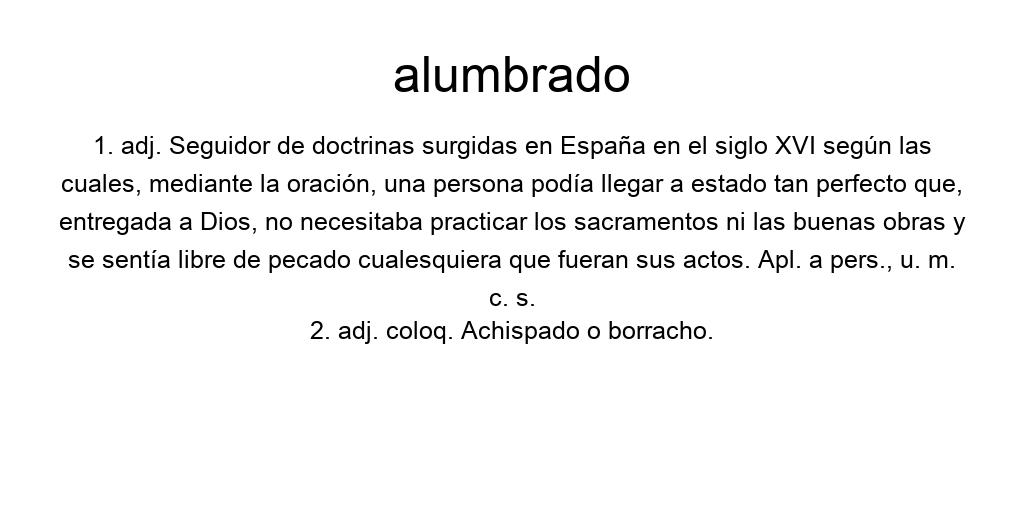 alumbrado
1. adj. Seguidor de doctrinas surgidas en España en el siglo XVI según las
cuales, mediante la oración, una persona podía llegar a estado tan perfecto que,
entregada a Dios, no necesitaba practicar los sacramentos ni las buenas obras y
se sentía libre de pecado cualesquiera que fueran sus actos. Apl. a pers., u. m.
c. s.
2. adj. coloq. Achispado o borracho.